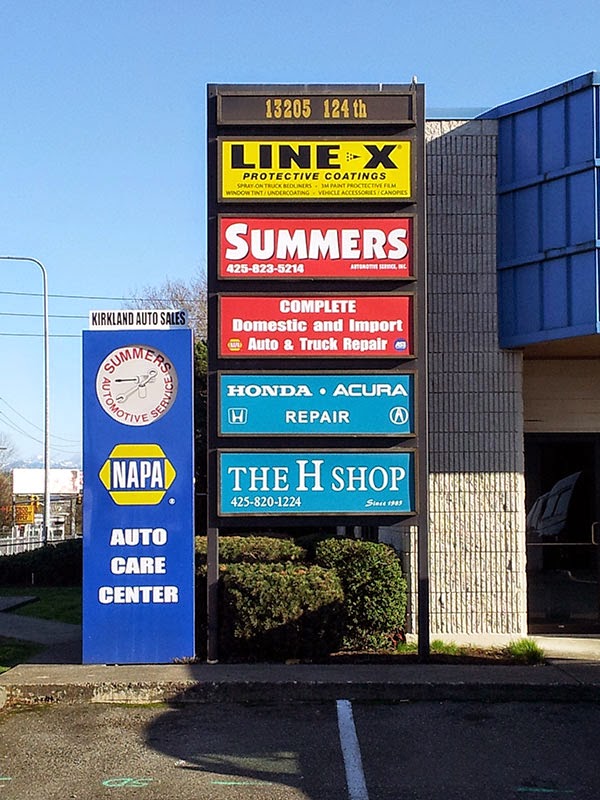 13205 124th
LINE-X®
PROTECTIVE COATINGS
SPRAY-ON TRUCK BEDLINERS - 3M PAINT PROCTECTIVE FILM
WINDOW TINT / UNDERCOATING - VEHICLE ACCESSORIES / CANOPIES
SUMMERS
425-823-5214 AUTOMOTIVE SERVICE, INC.
COMPLETE
Domestic and Import
NAPA Auto & Truck Repair
HONDA • ACURA
REPAIR
THE H SHOP
425-820-1224 Since 1985
KIRKLAND AUTO SALES
SUMMERS
AUTOMOTIVE SERVICE
NAPA®
AUTO
CARE
CENTER